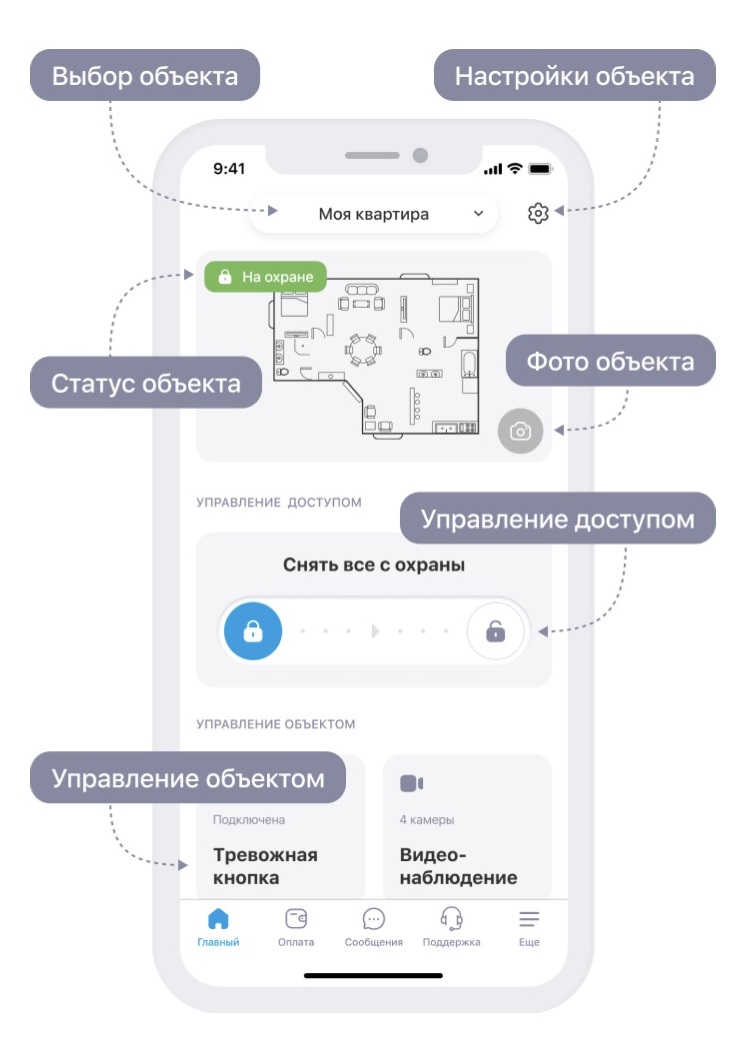 Выбор объекта
Настройки объекта
9:41
Моя квартира
На охране
Статус объекта
Фото объекта
УПРАВЛЕНИЕ ДОСТУПОМ
Управление доступом
Снять все с охраны
УПРАВЛЕНИЕ ОБЪЕКТОМ
Управление объектом
Подключена
4 камеры
Тревожная
кнопка
Видео-
наблюдение
Главный
Оплата
Сообщения
Поддержка
Еще